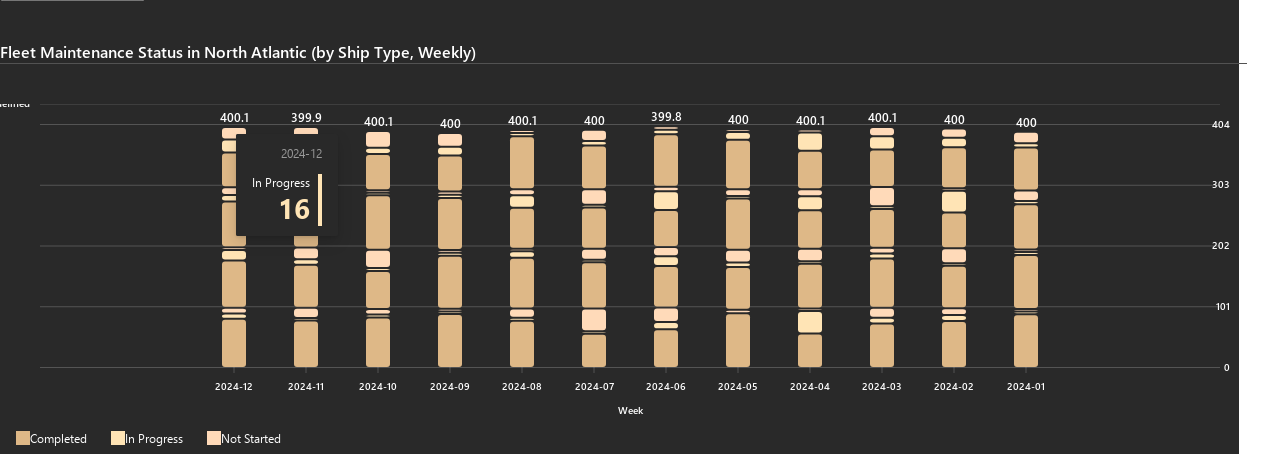 Fleet Maintenance Status in North Atlantic (by Ship Type, Weekly)
400.1 399.9 400.1 400 400.1 400 399.8 400 400.1 400.1 400 400
404
2024-12
In Progress
16
303
202
101
0
2024-12 2024-11 2024-10 2024-09 2024-08 2024-07 2024-06 2024-05 2024-04 2024-03 2024-02 2024-01
Week
Completed In Progress Not Started